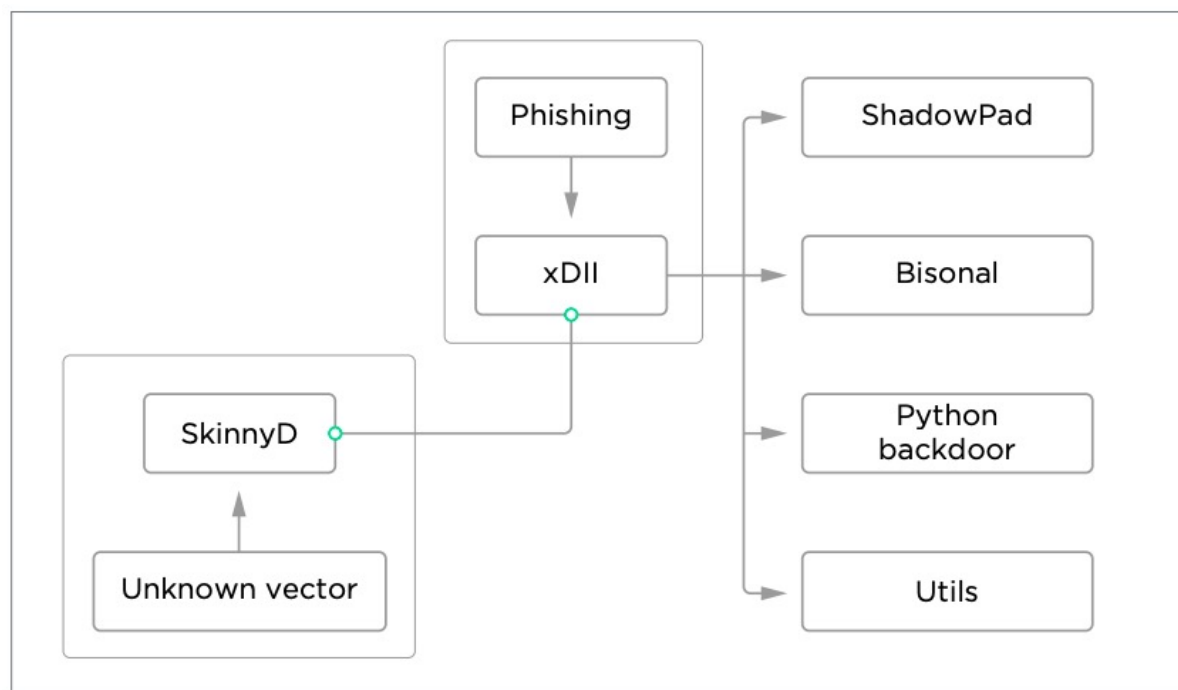 Phishing
xDll
SkinnyD
Unknown vector
ShadowPad
Bisonal
Python
backdoor
Utils